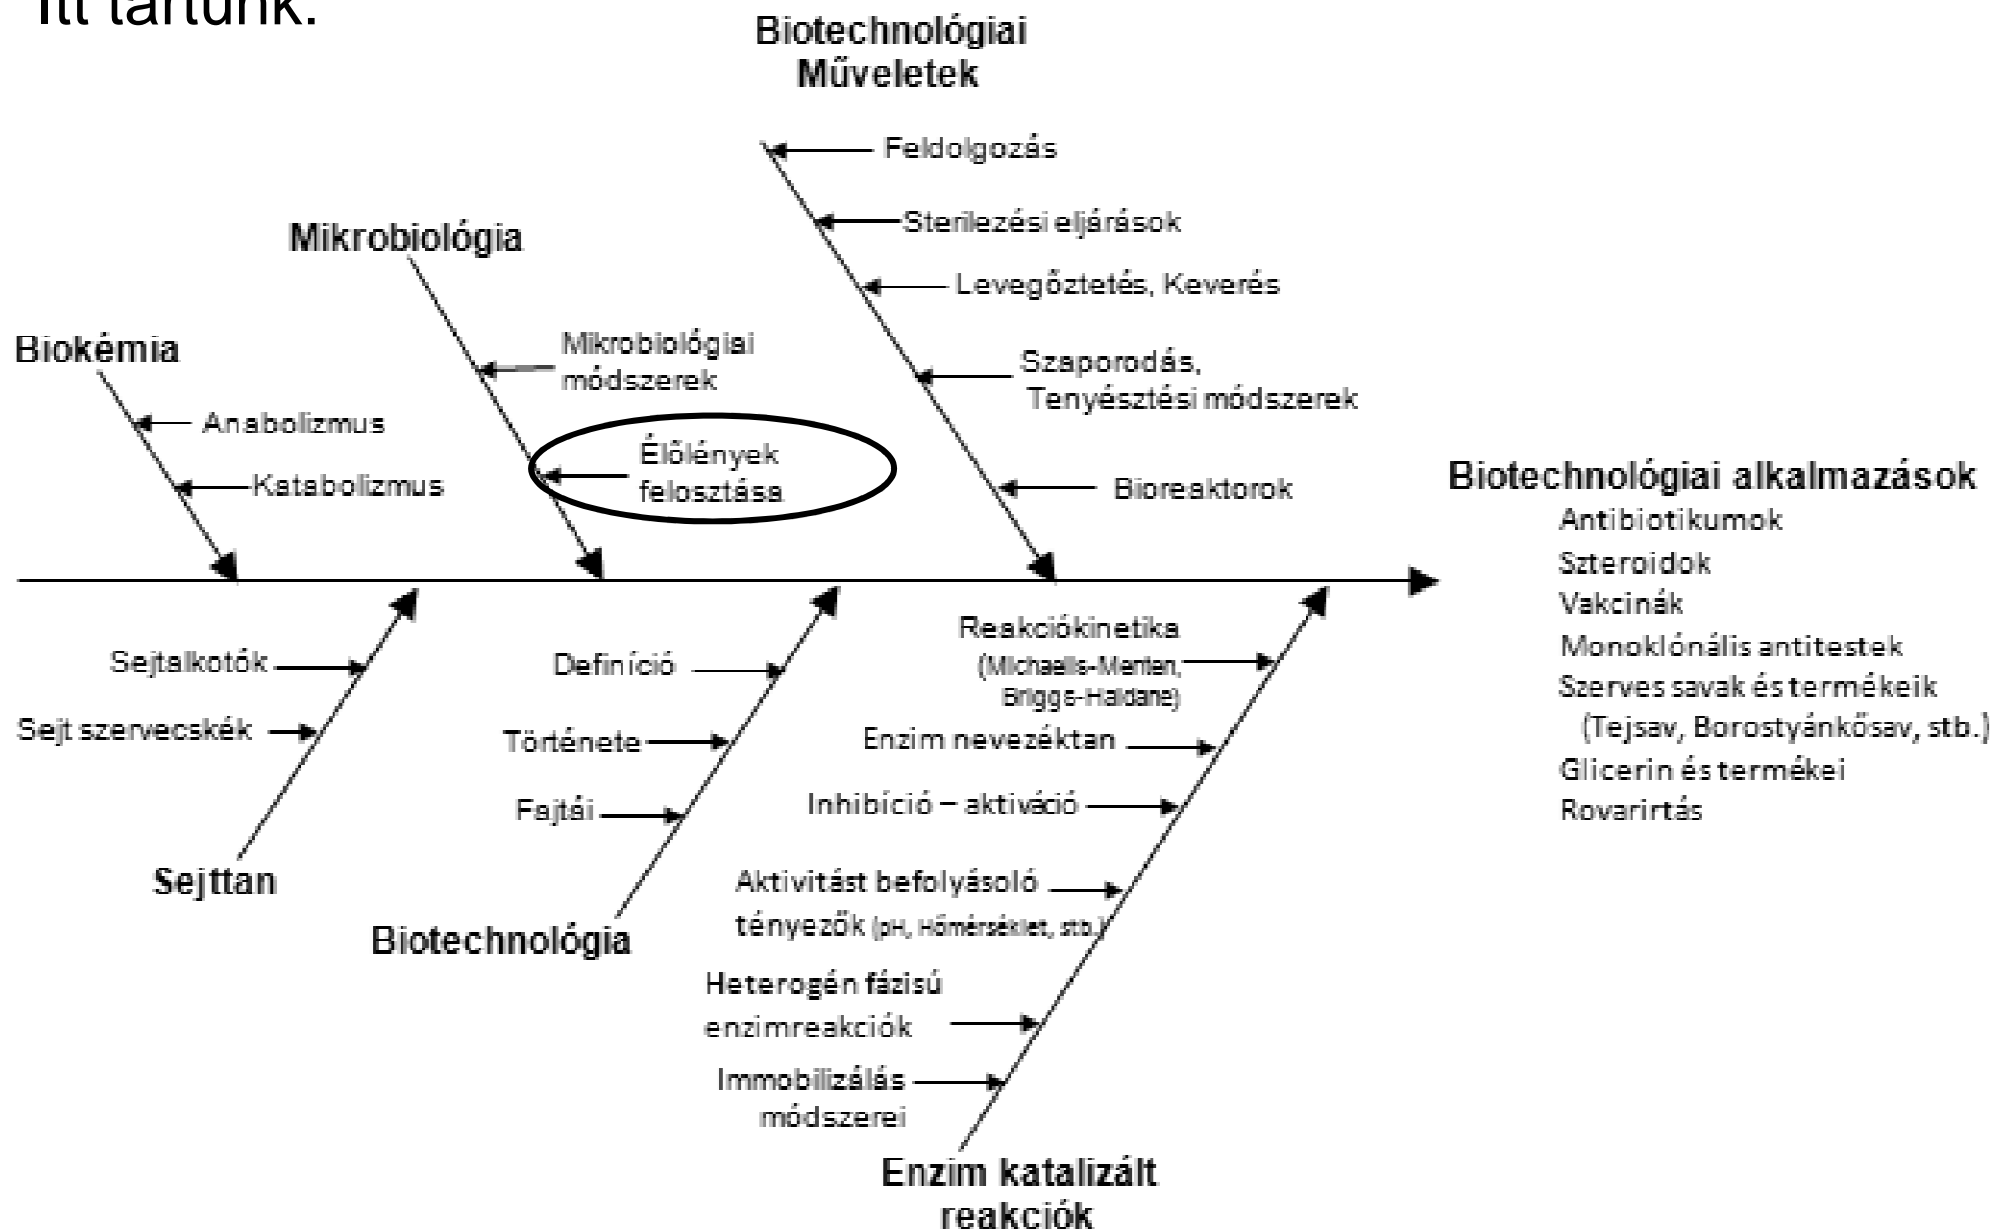 Itt tartunk:
Biotechnológiai
Műveletek
Feldolgozás
Sterilezési eljárások
Levegőztetés, Keverés
Szaporodás,
Tenyésztési módszerek
Bioreaktorok
Mikrobiológia
Mikrobiológiai
módszerek
Élőlények
felosztása
Biokémia
Anabolizmus
Katabolizmus
Biotechnológiai alkalmazások
Antibiotikumok
Szteroidok
Vakcinák
Monoklónális antitestek
Szerves savak és termékeik
(Tejsav, Borostyánkősav, stb.)
Glicerin és termékei
Rovarirtás
Sejtalkotók
Sejt szervecskék
Sejttan
Definíció
Története
Fajtái
Biotechnológia
Reakciókinetika
(Michaelis-Menten,
Briggs-Haldane)
Enzim nevezéktan
Inhibíció – aktiváció
Aktivitást befolyásoló
tényezők (pH, Hőmérséklet, stb.)
Heterogén fázisú
enzimreakciók
Immobilizálás
módszerei
Enzim katalizált
reakciók